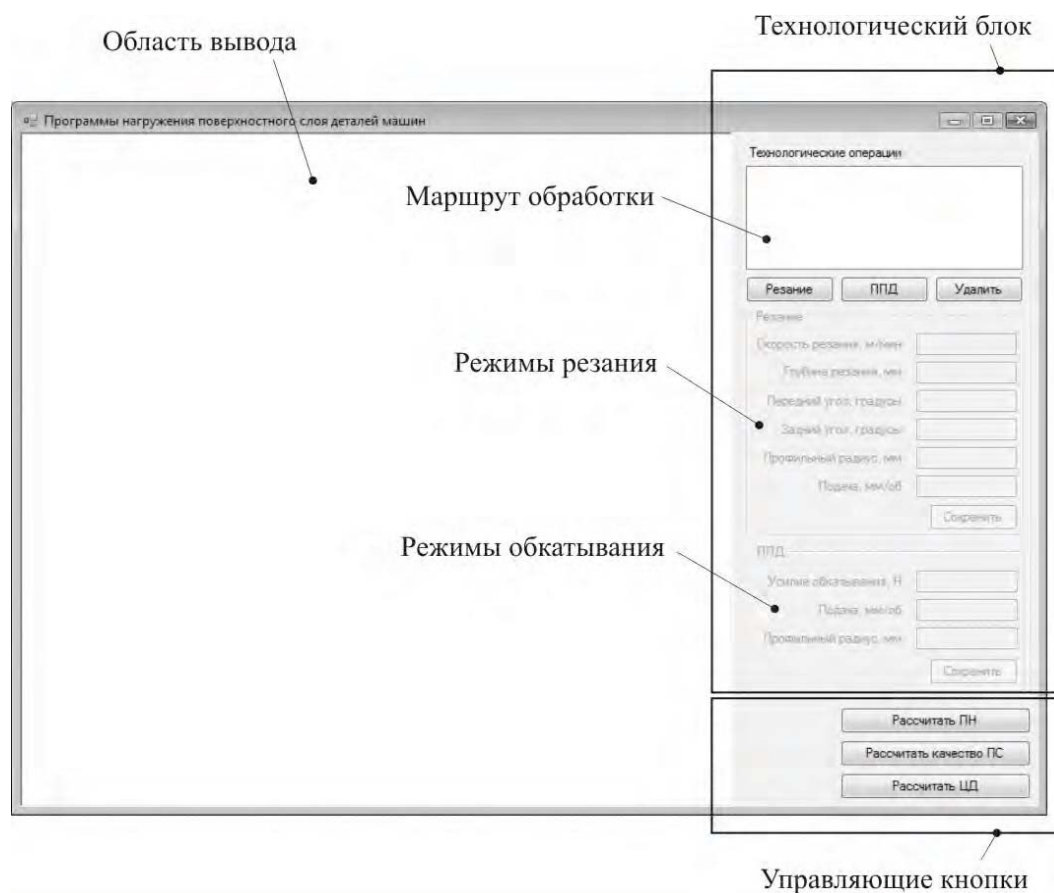 Область вывода
Технологический блок
Программы нагружения поверхностного слоя деталей машин
Технологические операции
Маршрут обработки
Резание ППД Удалить
Резание
Скорость резания, м/мин
Глубина резания, мм
Режимы резания
Передний угол, градусы
Задний угол, градусы
Профильный радиус, мм
Подача, мм/об
Сохранить
Режимы обкатывания
ППД
Усилие обкатывания, Н
Подача, мм/об
Профильный радиус, мм
Сохранить
Рассчитать ПН
Рассчитать качество ПС
Рассчитать ЦД
Управляющие кнопки